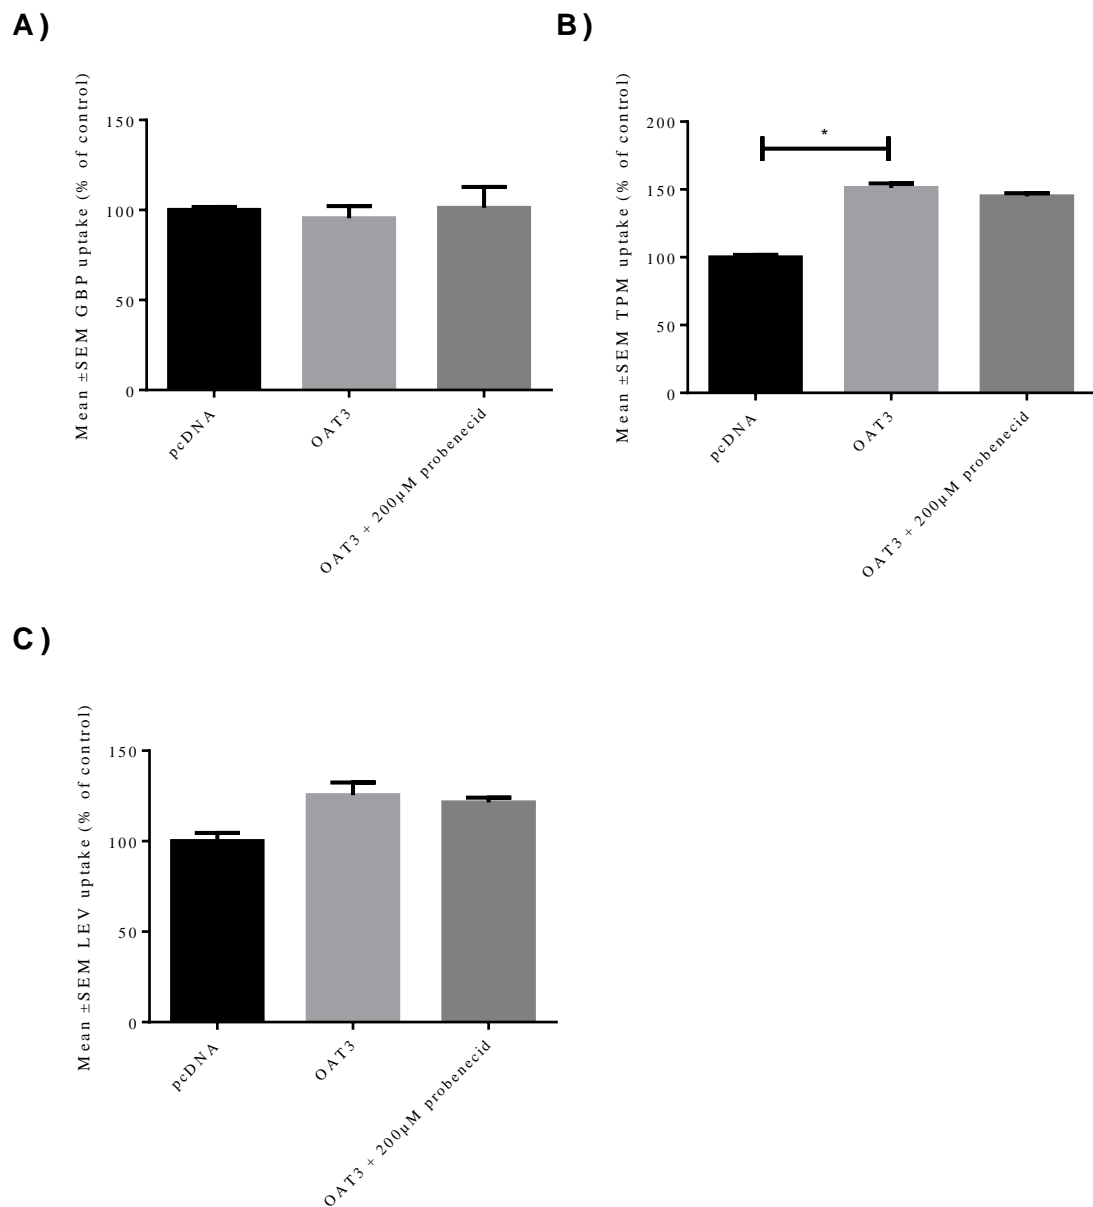 A)
Mean ±SEM GBP uptake (% of control)
150
100
50
0
pcDNA
OAT3
OAT3 + 200µM probenecid
B)
Mean ±SEM TPM uptake (% of control)
200
150
100
50
0
*
pcDNA
OAT3
OAT3 + 200µM probenecid
C)
Mean ±SEM LEV uptake (% of control)
150
100
50
0
pcDNA
OAT3
OAT3 + 200µM probenecid